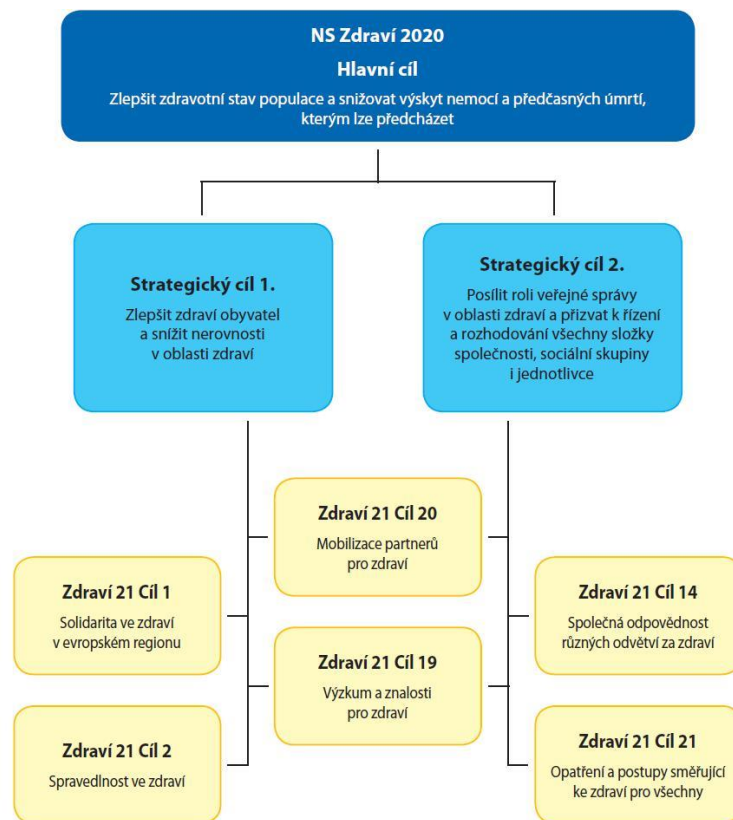 NS Zdraví 2020
Hlavní cíl
Zlepšit zdravotní stav populace a snižovat výskyt nemocí a předčasných úmrtí,
kterým lze předcházet
Strategický cíl 1.
Zlepšit zdraví obyvatel
a snížit nerovnosti
v oblasti zdraví
Strategický cíl 2.
Posílit roli veřejné správy
v oblasti zdraví a přizvat k řízení
a rozhodování všechny složky
společnosti, sociální skupiny
i jednotlivce
Zdraví 21 Cíl 20
Mobilizace partnerů
pro zdraví
Zdraví 21 Cíl 1
Solidarita ve zdraví
v evropském regionu
Zdraví 21 Cíl 14
Společná odpovědnost
různých odvětví za zdraví
Zdraví 21 Cíl 19
Výzkum a znalosti
pro zdraví
Zdraví 21 Cíl 2
Spravedlnost ve zdraví
Zdraví 21 Cíl 21
Opatření a postupy směřující
ke zdraví pro všechny